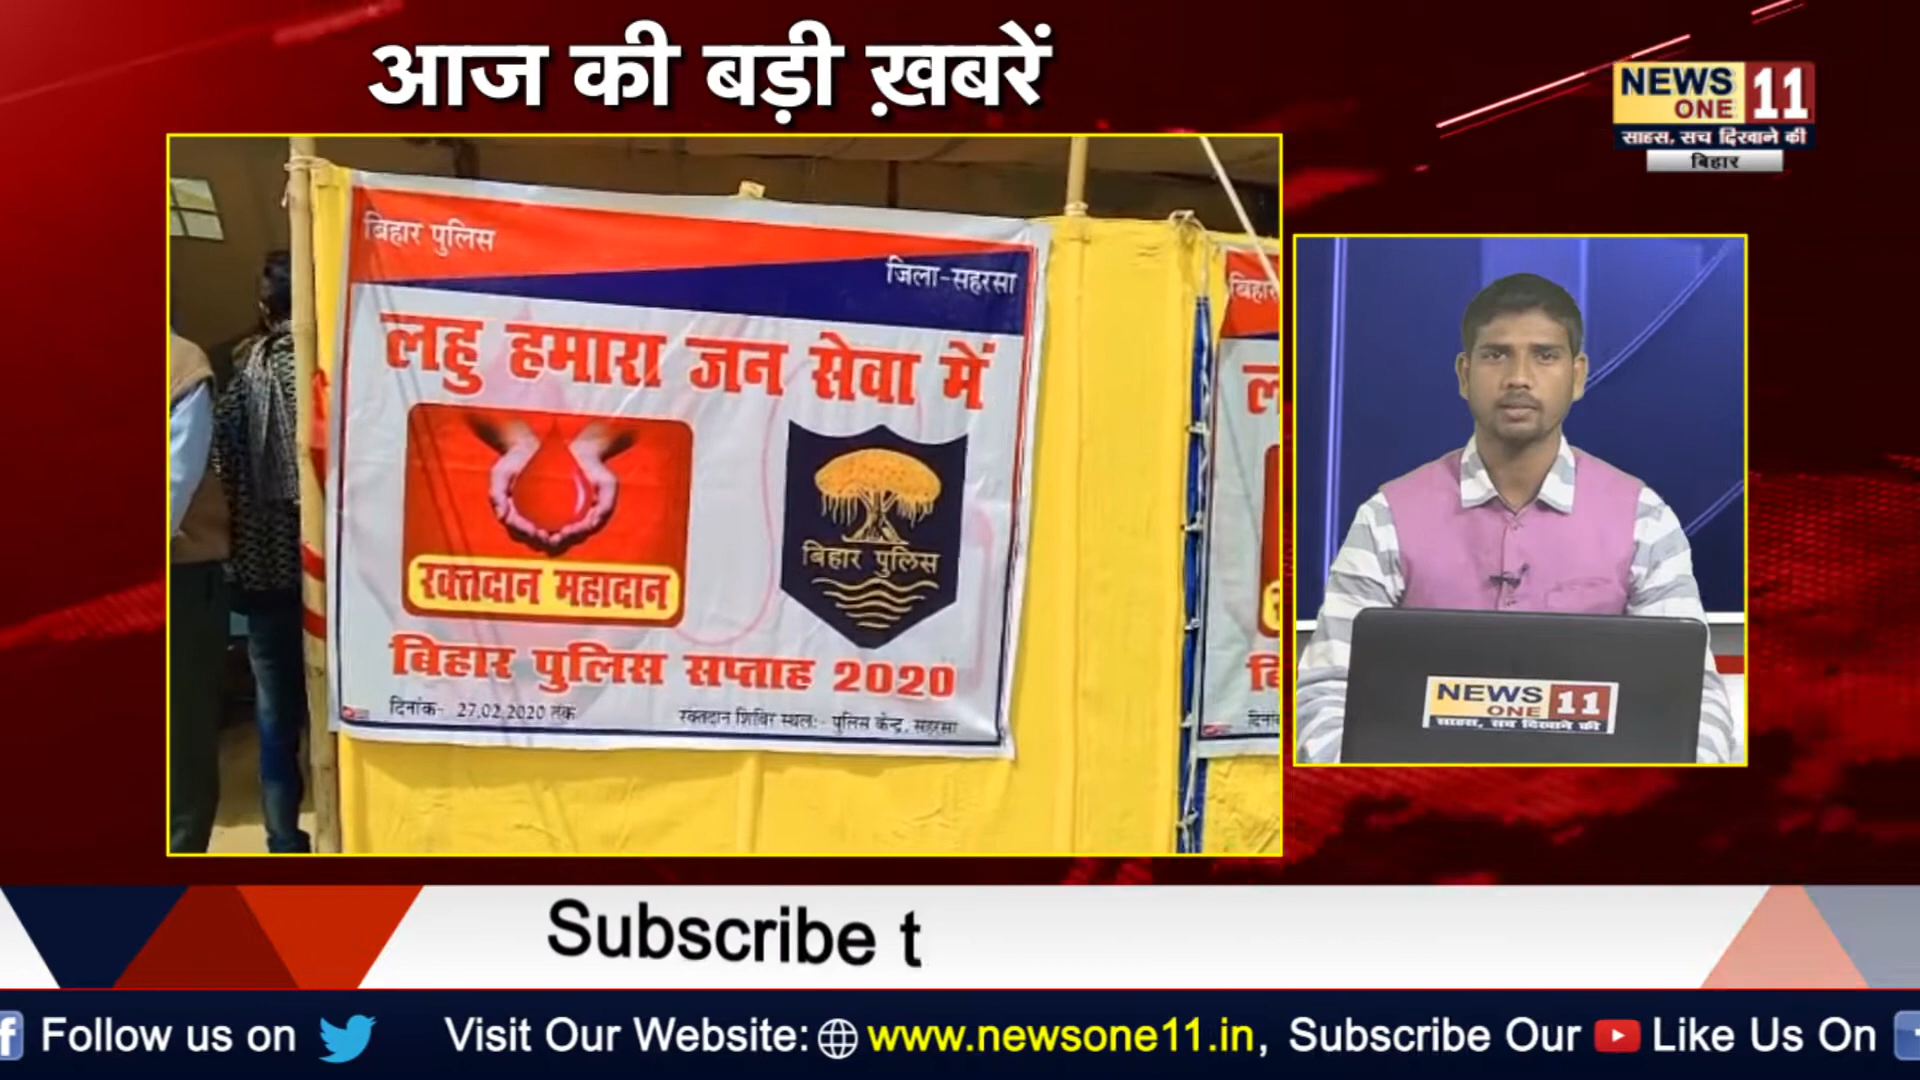 आज की बड़ी ख़बरें
NEWS 11
ONE
साहस, सच दिखाने की
बिहार
बिहार पुलिस
जिला-सहरसा
लहु हमारा जन सेवा में
रक्तदान महादान
बिहार पुलिस
बिहार पुलिस सप्ताह 2020
दिनांक- 27.02.2020 तक
रक्तदान शिविर स्थल:- पुलिस केन्द्र, सहरसा
बिहार
ल
बि
NEWS 11
ONE
साहस, सच दिखाने की
Subscribe t
Follow us on
Visit Our Website: www.newsone11.in, Subscribe Our
Like Us On